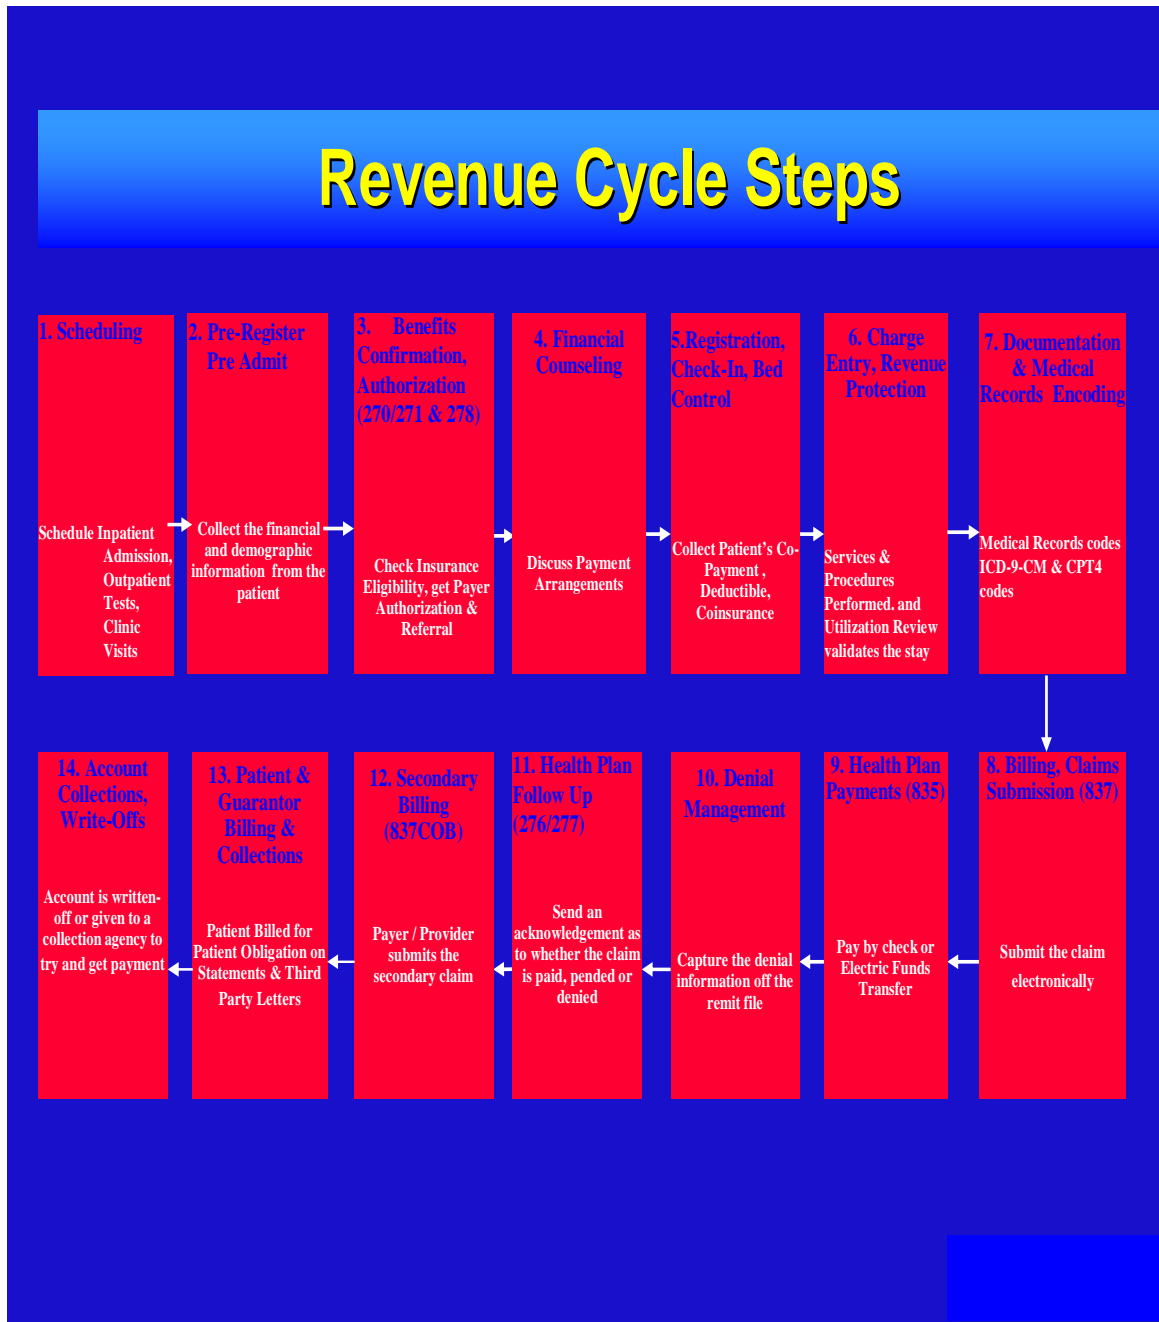 Revenue Cycle Steps
1. Scheduling
Schedule Inpatient
Admission,
Outpatient
Tests,
Clinic
Visits
2. Pre-Register
Pre Admit
Collect the financial
and demographic
information from the
patient
3. Benefits
Confirmation,
Authorization
(270/271 & 278)
Check Insurance
Eligibility, get Payer
Authorization &
Referral
4. Financial
Counseling
Discuss Payment
Arrangements
5.Registration,
Check-In, Bed
Control
Collect Patient's Co-
Payment ,
Deductible,
Coinsurance
6. Charge
Entry, Revenue
Protection
Services &
Procedures
Performed. and
Utilization Review
validates the stay
7. Documentation
& Medical
Records Encoding
Medical Records codes
ICD-9-CM & CPT4
codes
8. Billing, Claims
Submission (837)
Submit the claim
electronically
9. Health Plan
Payments (835)
Pay by check or
Electric Funds
Transfer
10. Denial
Management
Capture the denial
information off the
remit file
11. Health Plan
Follow Up
(276/277)
Send an
acknowledgement as
to whether the claim
is paid, pended or
denied
12. Secondary
Billing
(837COB)
Payer / Provider
submits the
secondary claim
13. Patient &
Guarantor
Billing &
Collections
Patient Billed for
Patient Obligation on
Statements & Third
Party Letters
14. Account
Collections,
Write-Offs
Account is written-
off or given to a
collection agency to
try and get payment